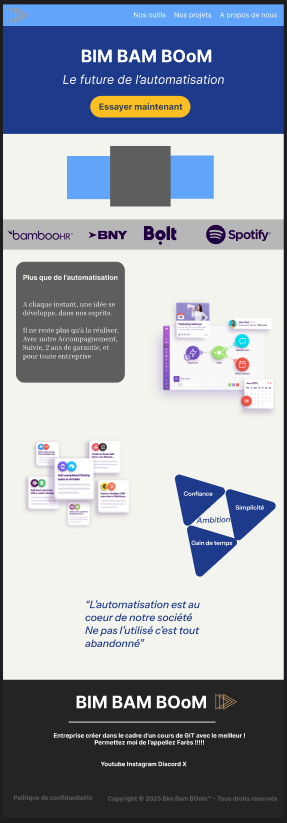 Nos outils Nos projets A propos de nous
BIM BAM BOoM
Le future de l'automatisation
Essayer maintenant
bambooHR
BNY
Bolt
Spotify
Plus que de l'automatisation
A chaque instant, une idée se
développe, dans nos esprits.
Il ne reste plus qu'à la réaliser.
Avec notre Accompagnement,
Suivie, 2 ans de garantie, et
pour toute entreprise
Confiance
Simplicité
Ambition
Gain de temps
“L'automatisation est au
coeur de notre société
Ne pas l'utilisé c'est tout
abandonné”
BIM BAM BOoM
Entreprise créer dans le cadre d'un cours de GIT avec le meilleur !
Permettez moi de l'appellez Farès !!!!!
Youtube Instagram Discord X
Politique de confidentialité
Copyright © 2025 Bim Bam BOom™ - Tous droits réservés